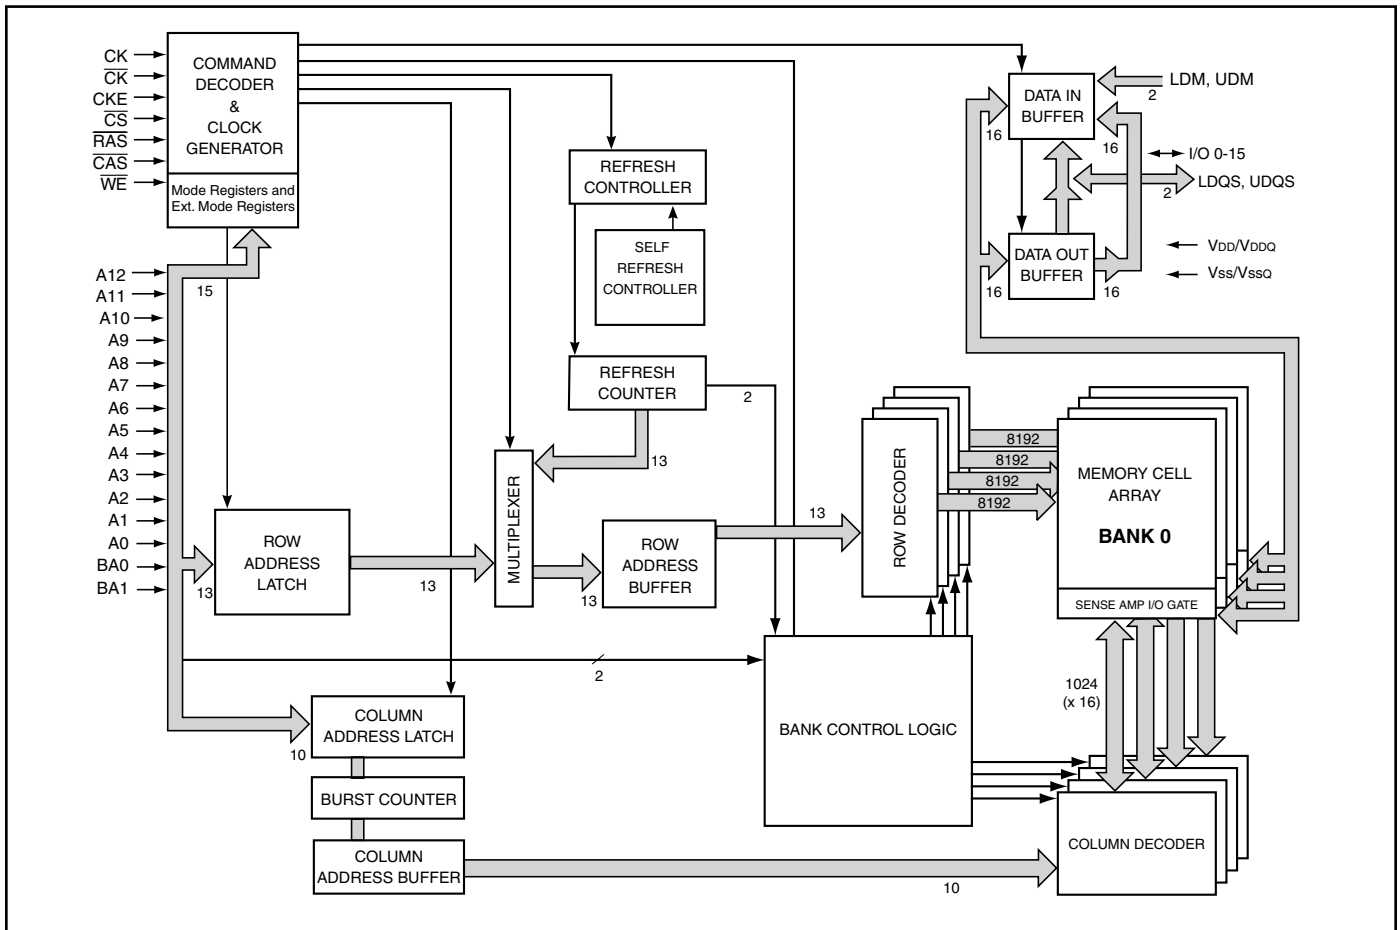 CK
C̅K̅
CKE
C̅S̅
R̅A̅S̅
C̅A̅S̅
W̅E̅
COMMAND
DECODER
&
CLOCK
GENERATOR
Mode Registers and
Ext. Mode Registers
A12
A11
A10
A9
A8
A7
A6
A5
A4
A3
A2
A1
A0
BA0
BA1
15
13
ROW
ADDRESS
LATCH
13
MULTIPLEXER
13
ROW
ADDRESS
BUFFER
13
REFRESH
CONTROLLER
SELF
REFRESH
CONTROLLER
REFRESH
COUNTER
2
13
DATA IN
BUFFER
LDM, UDM
2
16
16
I/O 0-15
LDQS, UDQS
2
DATA OUT
BUFFER
16
16
VDD/VDDQ
Vss/VssQ
ROW DECODER
8192
8192
8192
8192
MEMORY CELL
ARRAY
BANK 0
SENSE AMP I/O GATE
2
BANK CONTROL LOGIC
1024
(x 16)
10
COLUMN
ADDRESS LATCH
BURST COUNTER
COLUMN
ADDRESS BUFFER
10
COLUMN DECODER